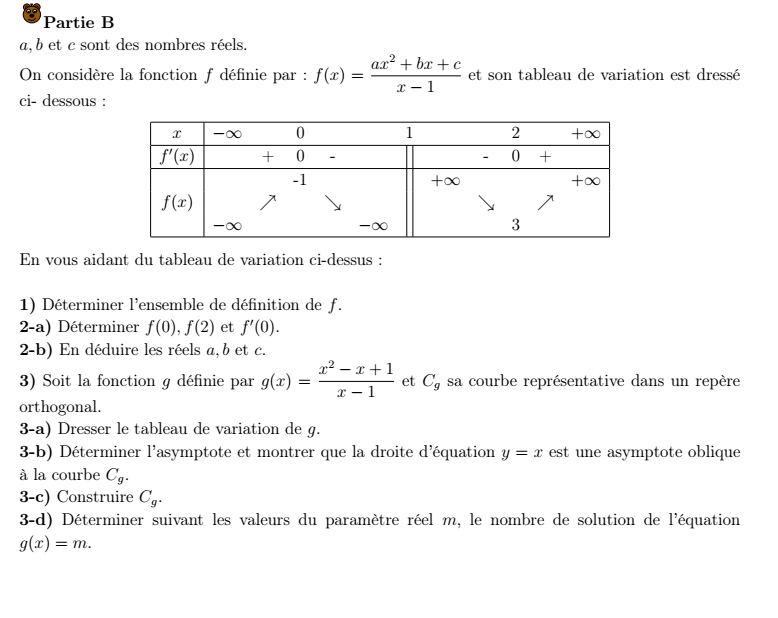 Partie B
a, b et c sont des nombres réels.
On considère la fonction f définie par : f(x) = (ax² + bx + c)/(x − 1) et son tableau de variation est dressé
ci- dessous :
x −∞ 0 1 2 +∞
f′(x) + 0 - - 0 +
-1 +∞ +∞
f(x) ↗ ↘ ↘ ↗
−∞ −∞ 3
En vous aidant du tableau de variation ci-dessus :
1) Déterminer l'ensemble de définition de f.
2-a) Déterminer f(0), f(2) et f′(0).
2-b) En déduire les réels a, b et c.
3) Soit la fonction g définie par g(x) = (x² − x + 1)/(x − 1) et C_g sa courbe représentative dans un repère
orthogonal.
3-a) Dresser le tableau de variation de g.
3-b) Déterminer l'asymptote et montrer que la droite d'équation y = x est une asymptote oblique
à la courbe C_g.
3-c) Construire C_g.
3-d) Déterminer suivant les valeurs du paramètre réel m, le nombre de solution de l'équation
g(x) = m.